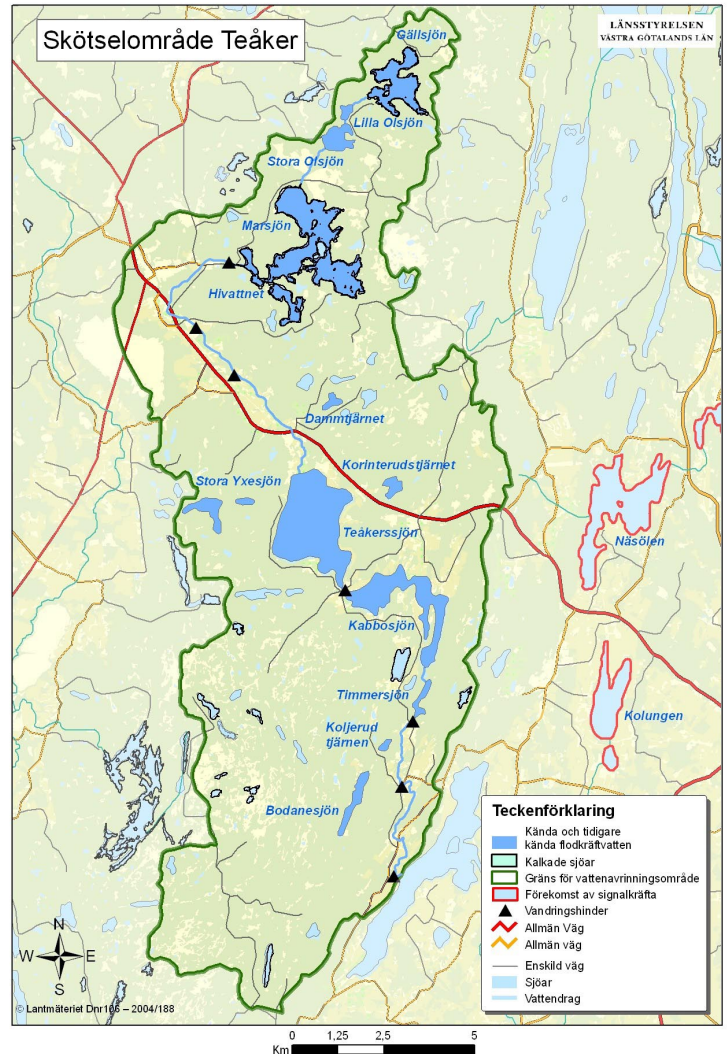 Skötselområde Teåker
LÄNSSTYRELSEN
VÄSTRA GÖTALANDS LÄN
Gällsjön
Lilla Olsjön
Stora Olsjön
Marsjön
Hivattnet
Dammtjärnet
Korinterudstjärnet
Stora Yxesjön
Teåkerssjön
Näsölen
Kabbosjön
Timmersjön
Kolungen
Koljerud
tjärnen
Bodanesjön
Teckenförklaring
Kända och tidigare
kända flodkräftvatten
Kalkade sjöar
Gräns för vattenavrinningsområde
Förekomst av signalkräfta
Vandringshinder
Allmän Väg
Allmän väg
Enskild väg
Sjöar
Vattendrag
N
W E
S
© Lantmäteriet Dnr106 – 2004/188
0 1,25 2,5 5
Km